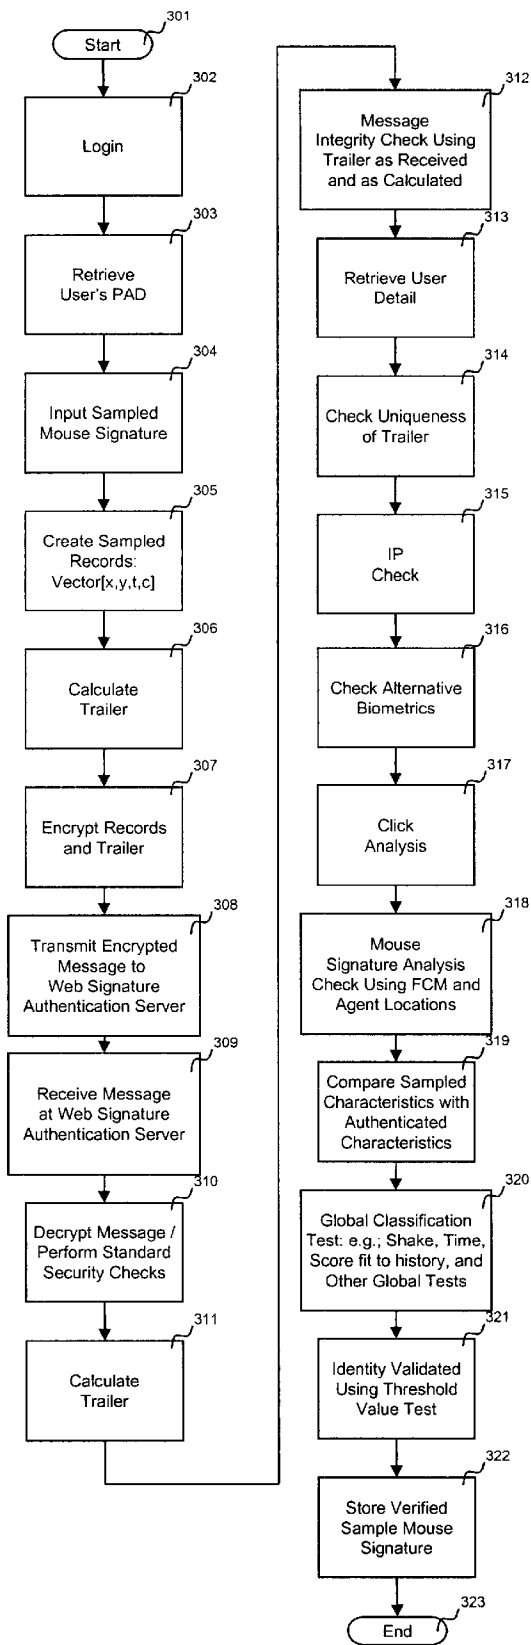 301
Start
302
Login
303
Retrieve
User's PAD
304
Input Sampled
Mouse Signature
305
Create Sampled
Records:
Vector[x,y,t,c]
306
Calculate
Trailer
307
Encrypt Records
and Trailer
308
Transmit Encrypted
Message to
Web Signature
Authentication Server
309
Receive Message
at Web Signature
Authentication Server
310
Decrypt Message /
Perform Standard
Security Checks
311
Calculate
Trailer
312
Message
Integrity Check Using
Trailer as Received
and as Calculated
313
Retrieve User
Detail
314
Check Uniqueness
of Trailer
315
IP
Check
316
Check Alternative
Biometrics
317
Click
Analysis
318
Mouse
Signature Analysis
Check Using FCM and
Agent Locations
319
Compare Sampled
Characteristics with
Authenticated
Characteristics
320
Global Classification
Test: e.g.; Shake, Time,
Score fit to history, and
Other Global Tests
321
Identity Validated
Using Threshold
Value Test
322
Store Verified
Sample Mouse
Signature
323
End